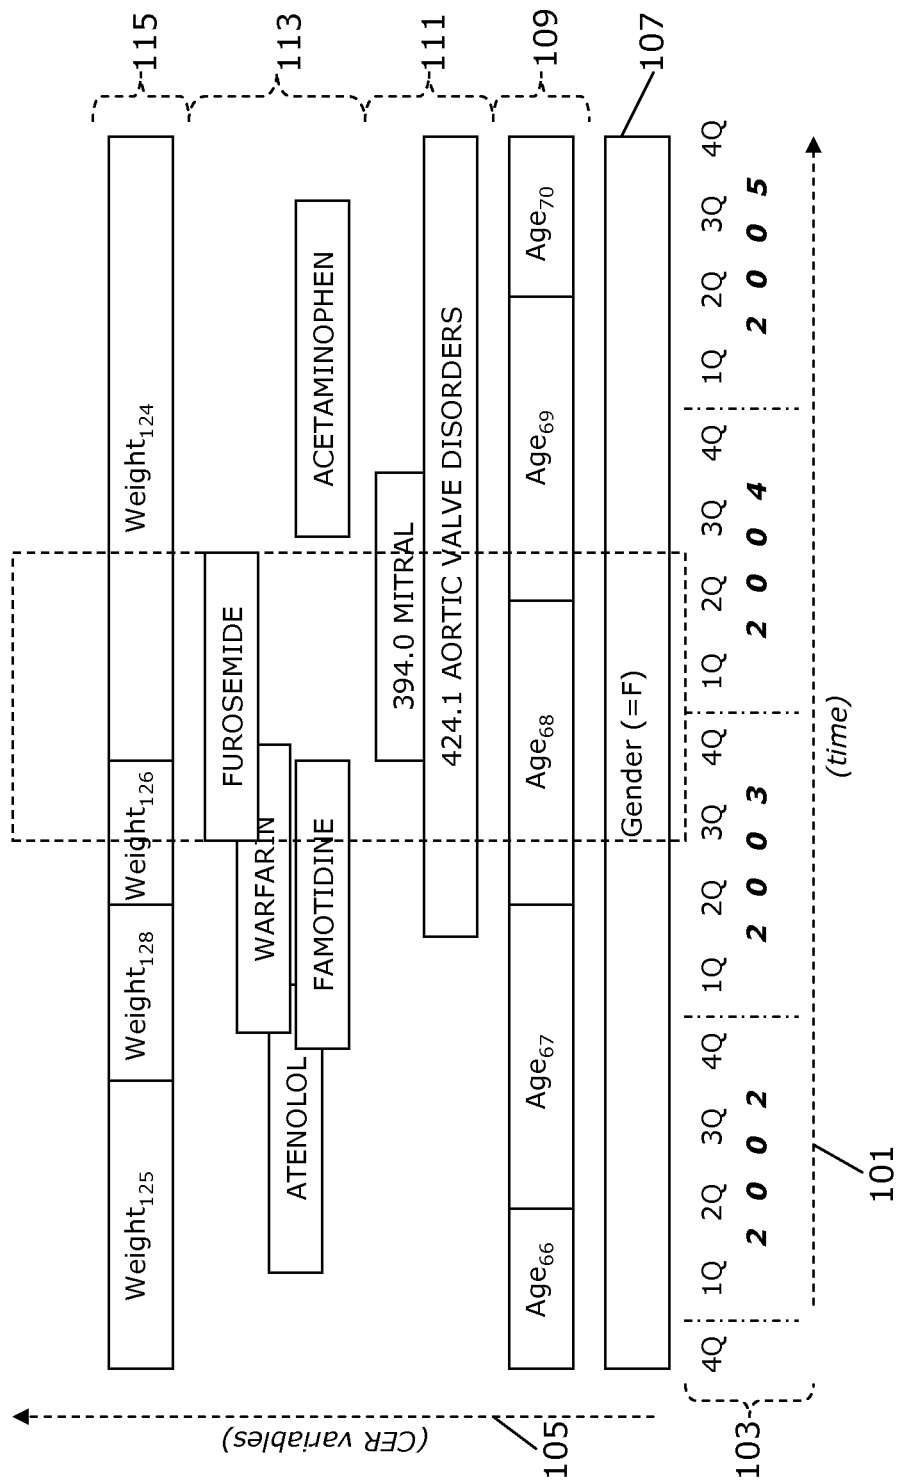 115
Weight125
Weight128
Weight126
Weight124
113
FUROSEMIDE
WARFARIN
ATENOLOL
FAMOTIDINE
ACETAMINOPHEN
111
394.0 MITRAL
424.1 AORTIC VALVE DISORDERS
109
Age66
Age67
Age68
Age69
Age70
107
Gender (=F)
4Q 1Q 2Q 3Q 4Q 1Q 2Q 3Q 4Q 1Q 2Q 3Q 4Q 1Q 2Q 3Q 4Q
2002 2003 2004 2005
103
(time)
101
(CER variables)
105